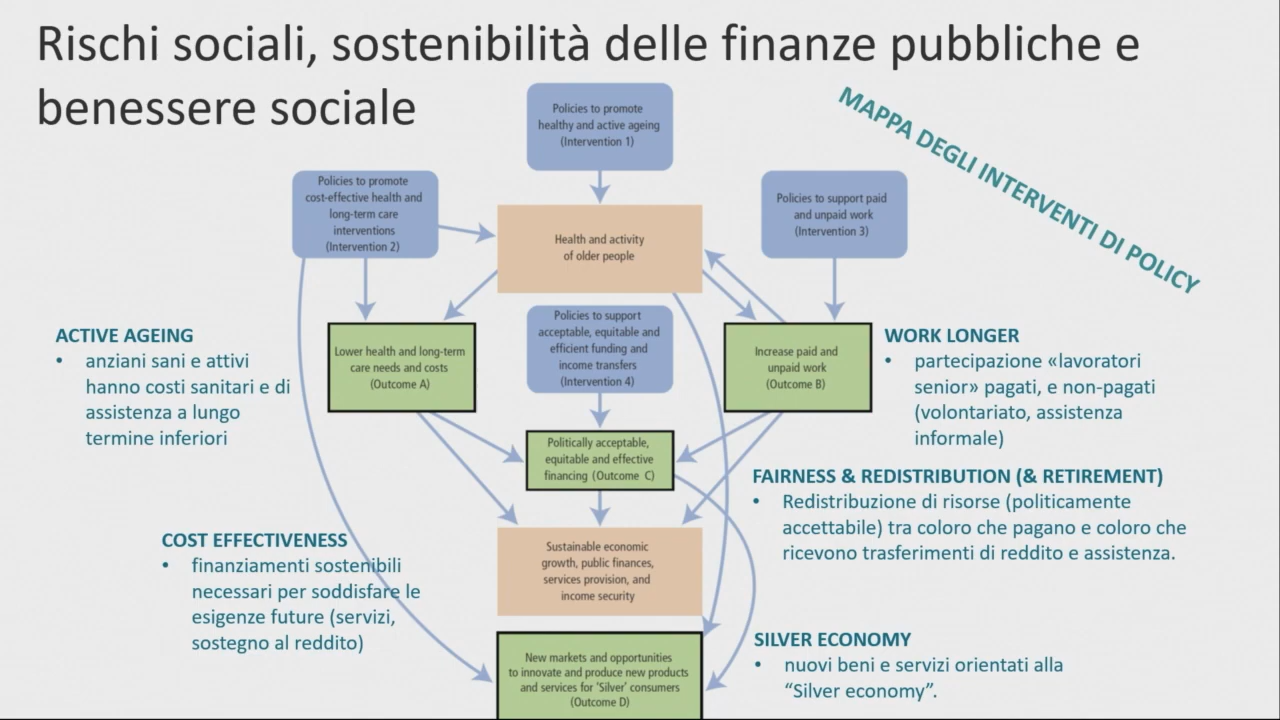 Rischi sociali, sostenibilità delle finanze pubbliche e
benessere sociale
MAPPA DEGLI INTERVENTI DI POLICY
Policies to promote
healthy and active ageing
(Intervention 1)
Policies to promote
cost-effective health and
long-term care
interventions
(Intervention 2)
Health and activity
of older people
Policies to support paid
and unpaid work
(Intervention 3)
ACTIVE AGEING
• anziani sani e attivi
hanno costi sanitari e di
assistenza a lungo
termine inferiori
Lower health and long-term
care needs and costs
(Outcome A)
Policies to support
acceptable, equitable and
efficient funding and
income transfers
(Intervention 4)
Increase paid and
unpaid work
(Outcome B)
WORK LONGER
• partecipazione «lavoratori
senior» pagati, e non-pagati
(volontariato, assistenza
informale)
Politically acceptable,
equitable and effective
financing (Outcome C)
FAIRNESS & REDISTRIBUTION (& RETIREMENT)
• Redistribuzione di risorse (politicamente
accettabile) tra coloro che pagano e coloro che
ricevono trasferimenti di reddito e assistenza.
COST EFFECTIVENESS
• finanziamenti sostenibili
necessari per soddisfare le
esigenze future (servizi,
sostegno al reddito)
Sustainable economic
growth, public finances,
services provision, and
income security
New markets and opportunities
to innovate and produce new products
and services for 'Silver' consumers
(Outcome D)
SILVER ECONOMY
• nuovi beni e servizi orientati alla
“Silver economy”.